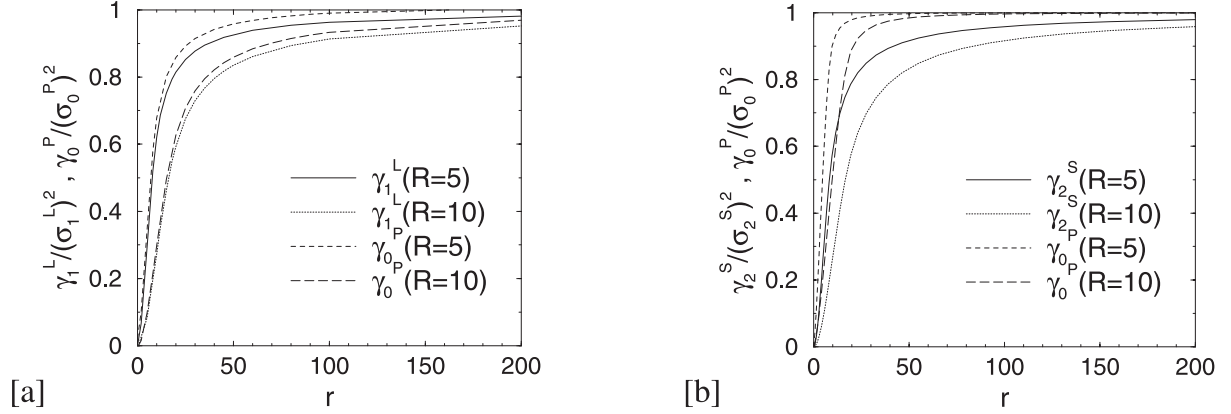 γ₁ᴸ/(σ₁ᴸ)² , γ₀ᴾ/(σ₀ᴾ)²
1
0.8
0.6
0.4
0.2
0
γ₁ᴸ(R=5)
γ₁ᴸ(R=10)
γ₀ᴾ(R=5)
γ₀ᴾ(R=10)
0 50 100 150 200
r
[a]
γ₂ˢ/(σ₂ˢ)² , γ₀ᴾ/(σ₀ᴾ)²
1
0.8
0.6
0.4
0.2
0
γ₂ˢ(R=5)
γ₂ˢ(R=10)
γ₀ᴾ(R=5)
γ₀ᴾ(R=10)
0 50 100 150 200
r
[b]